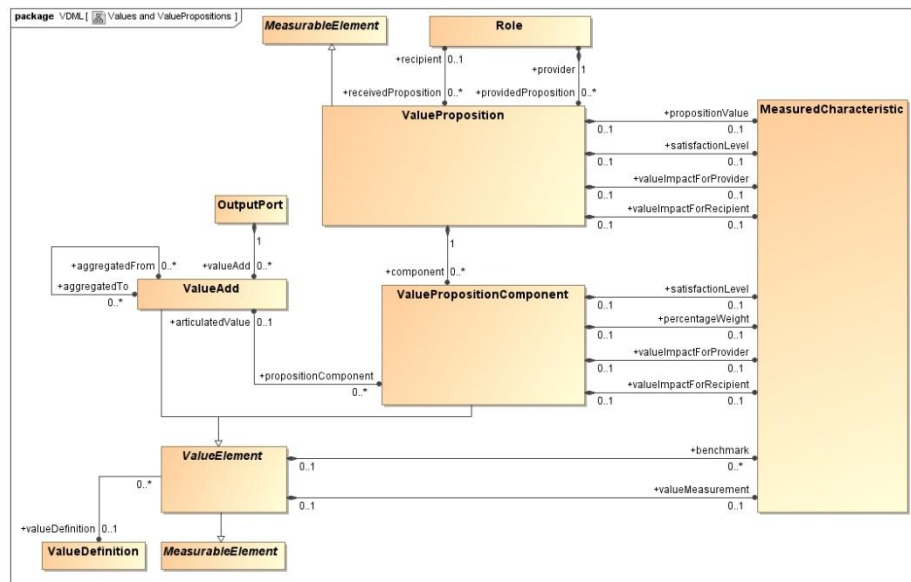 package VDML [ Values and ValuePropositions ]
MeasurableElement
Role
+recipient 0..1
+provider 1
+receivedProposition 0..*
+providedProposition 0..*
ValueProposition
MeasuredCharacteristic
+propositionValue
0..1 0..1
+satisfactionLevel
0..1 0..1
+valueImpactForProvider
0..1 0..1
+valueImpactForRecipient
0..1 0..1
OutputPort
1
1
+aggregatedFrom 0..*
+valueAdd 0..*
+component 0..*
+aggregatedTo
0..*
ValueAdd
ValuePropositionComponent
+articulatedValue 0..1
+satisfactionLevel
0..1 0..1
+percentageWeight
0..1 0..1
+valueImpactForProvider
0..1 0..1
+propositionComponent
0..*
+valueImpactForRecipient
0..1 0..1
ValueElement
+benchmark
0..1 0..*
0..*
+valueMeasurement
0..1 0..1
+valueDefinition 0..1
ValueDefinition
MeasurableElement